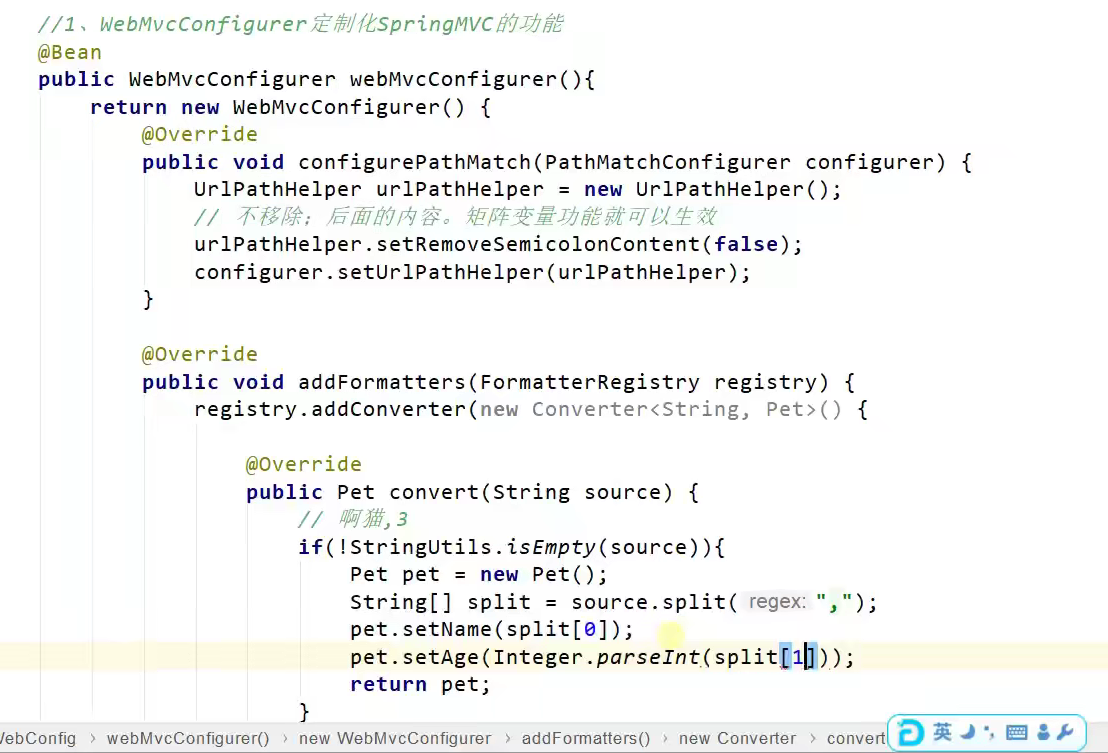 //1、WebMvcConfigurer定制化SpringMVC的功能
@Bean
public WebMvcConfigurer webMvcConfigurer(){
    return new WebMvcConfigurer() {
        @Override
        public void configurePathMatch(PathMatchConfigurer configurer) {
            UrlPathHelper urlPathHelper = new UrlPathHelper();
            // 不移除；后面的内容。矩阵变量功能就可以生效
            urlPathHelper.setRemoveSemicolonContent(false);
            configurer.setUrlPathHelper(urlPathHelper);
        }

        @Override
        public void addFormatters(FormatterRegistry registry) {
            registry.addConverter(new Converter<String, Pet>() {

                @Override
                public Pet convert(String source) {
                    // 啊猫,3
                    if(!StringUtils.isEmpty(source)){
                        Pet pet = new Pet();
                        String[] split = source.split( regex: ",");
                        pet.setName(split[0]);
                        pet.setAge(Integer.parseInt(split[1]));
                        return pet;
                    }
WebConfig › webMvcConfigurer() › new WebMvcConfigurer › addFormatters() › new Converter › convert 英